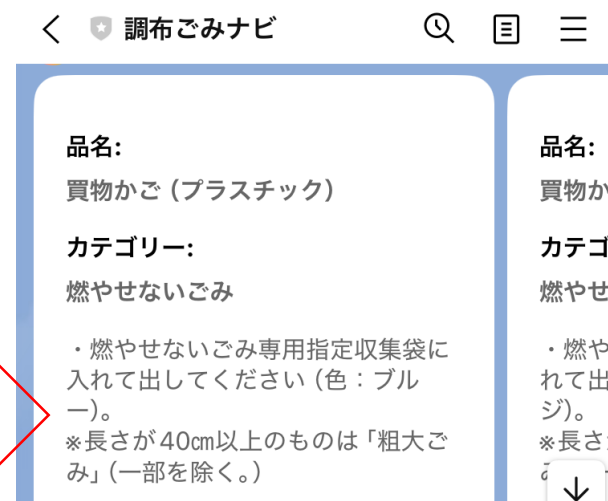 調布ごみナビ
品名:
買物かご（プラスチック）
カテゴリー:
燃やせないごみ
・燃やせないごみ専用指定収集袋に
入れて出してください（色：ブル
ー）。
※長さが40㎝以上のものは「粗大ご
み」（一部を除く。）
品名:
買物か
カテゴ
燃やせ
・燃や
れて出
ジ）。
※長さ